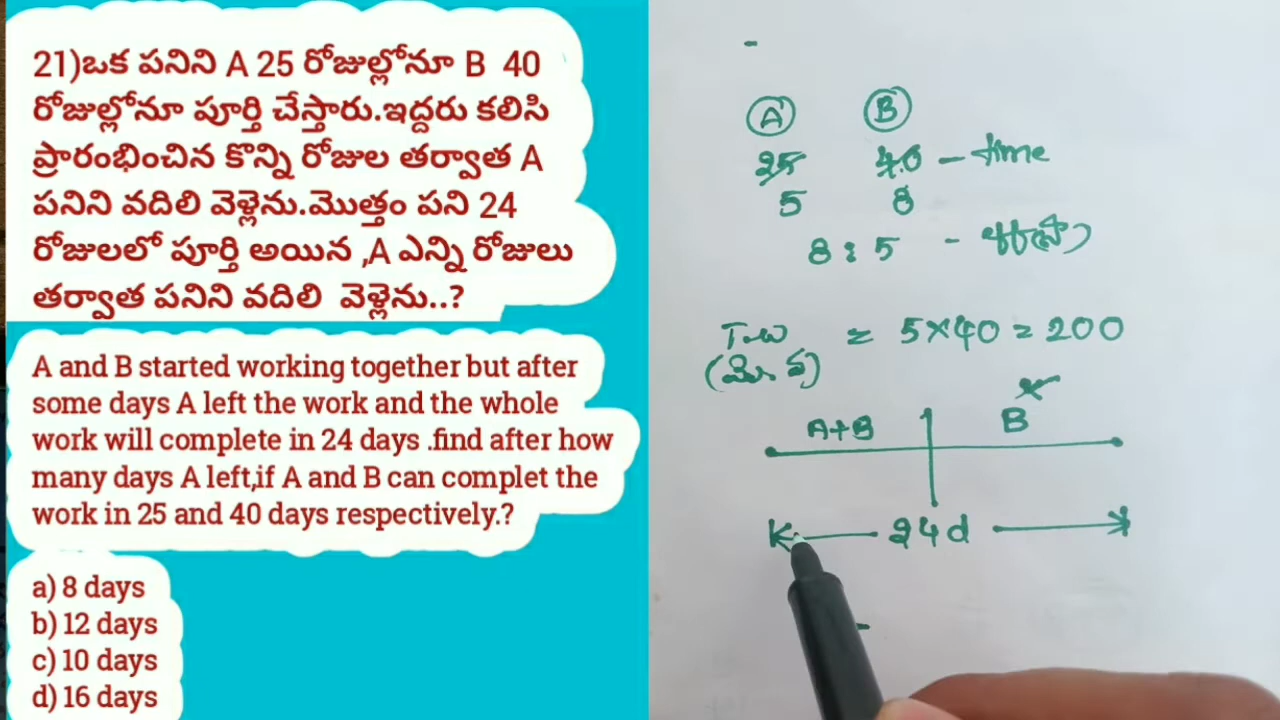 21)ఒక పనిని A 25 రోజుల్లోనూ B 40
రోజుల్లోనూ పూర్తి చేస్తారు.ఇద్దరు కలిసి
ప్రారంభించిన కొన్ని రోజుల తర్వాత A
పనిని వదిలి వెళ్లెను.మొత్తం పని 24
రోజులలో పూర్తి అయిన ,A ఎన్ని రోజులు
తర్వాత పనిని వదిలి వెళ్లెను..?
A and B started working together but after
some days A left the work and the whole
work will complete in 24 days .find after how
many days A left,if A and B can complet the
work in 25 and 40 days respectively.?
a) 8 days
b) 12 days
c) 10 days
d) 16 days
A B
25 40 - time
5 8
8 : 5 -
T.w = 5×40 = 200
(మొ. ప)
A+B B x
24d